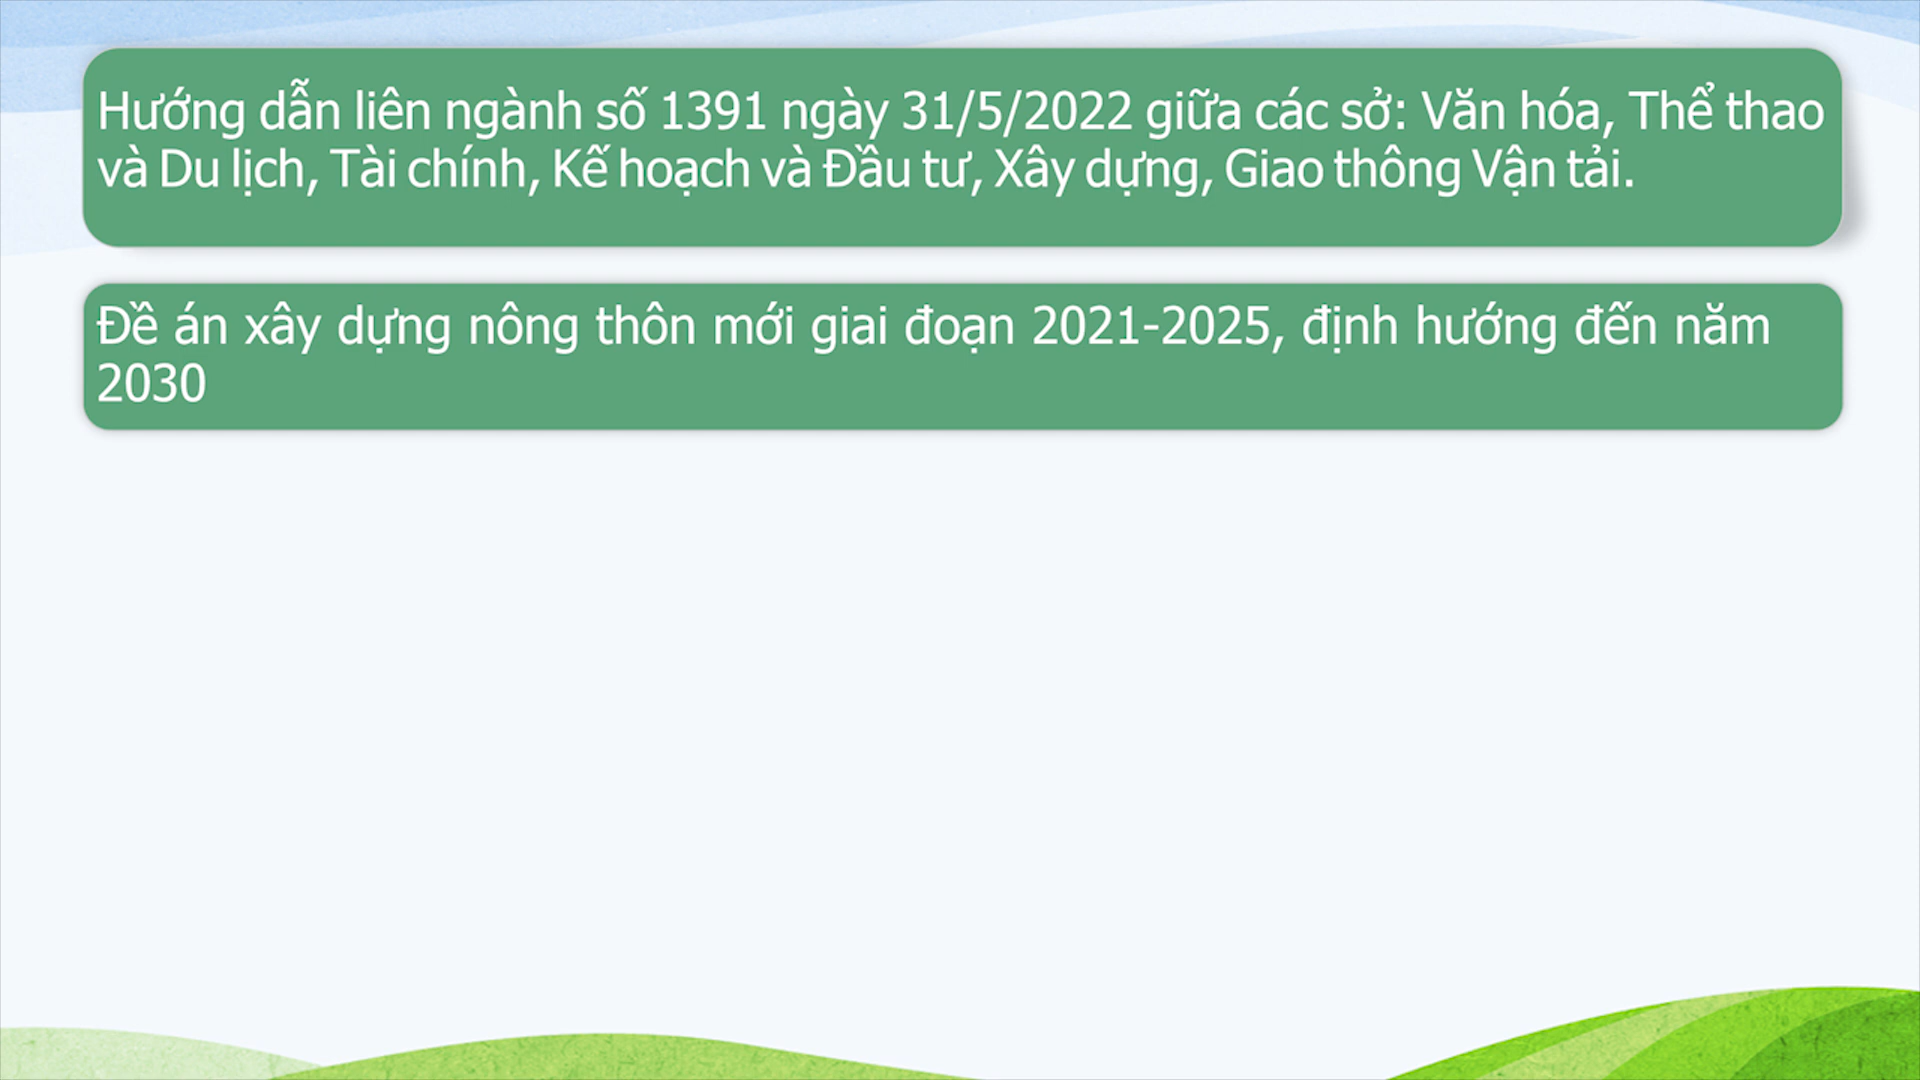 Hướng dẫn liên ngành số 1391 ngày 31/5/2022 giữa các sở: Văn hóa, Thể thao
và Du lịch, Tài chính, Kế hoạch và Đầu tư, Xây dựng, Giao thông Vận tải.
Đề án xây dựng nông thôn mới giai đoạn 2021-2025, định hướng đến năm
2030